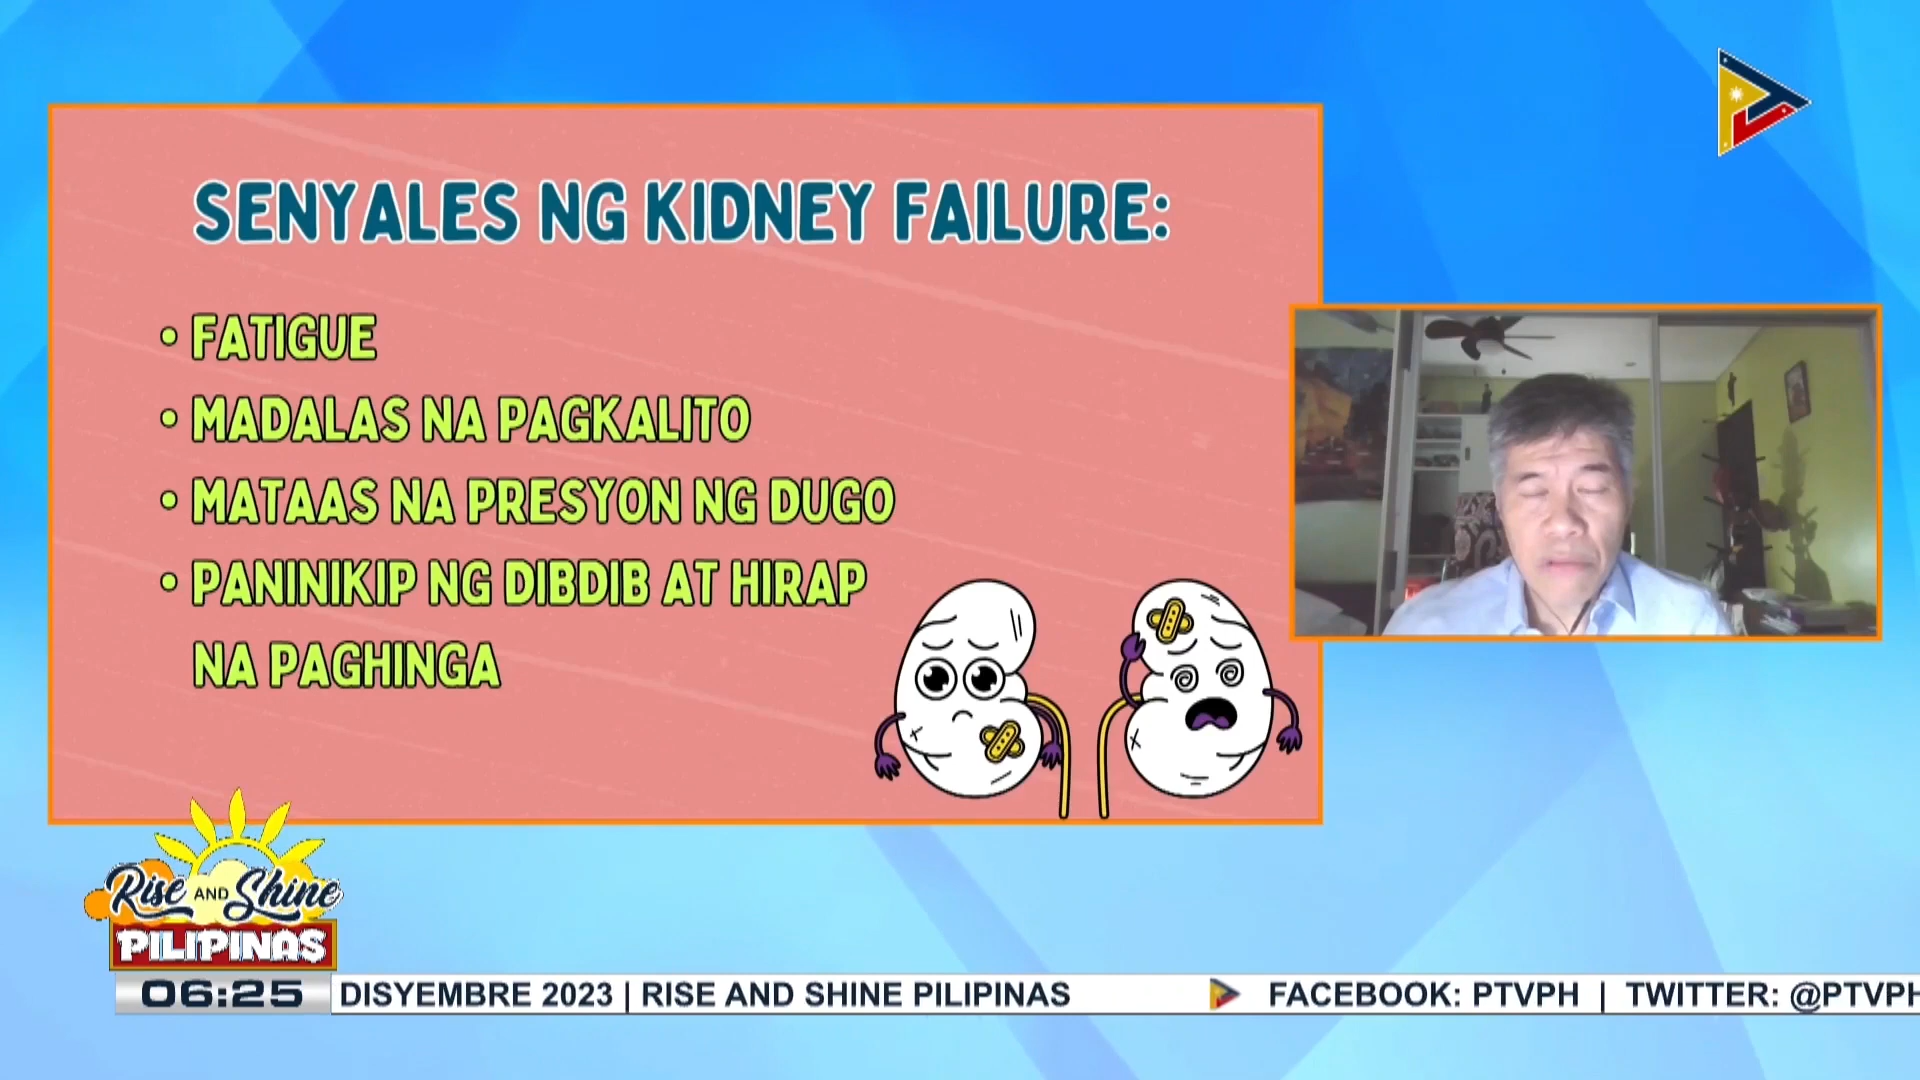 SENYALES NG KIDNEY FAILURE:
• FATIGUE
• MADALAS NA PAGKALITO
• MATAAS NA PRESYON NG DUGO
• PANINIKIP NG DIBDIB AT HIRAP
NA PAGHINGA
Rise AND Shine
PILIPINAS
06:25 DISYEMBRE 2023 | RISE AND SHINE PILIPINAS FACEBOOK: PTVPH | TWITTER: @PTVPH